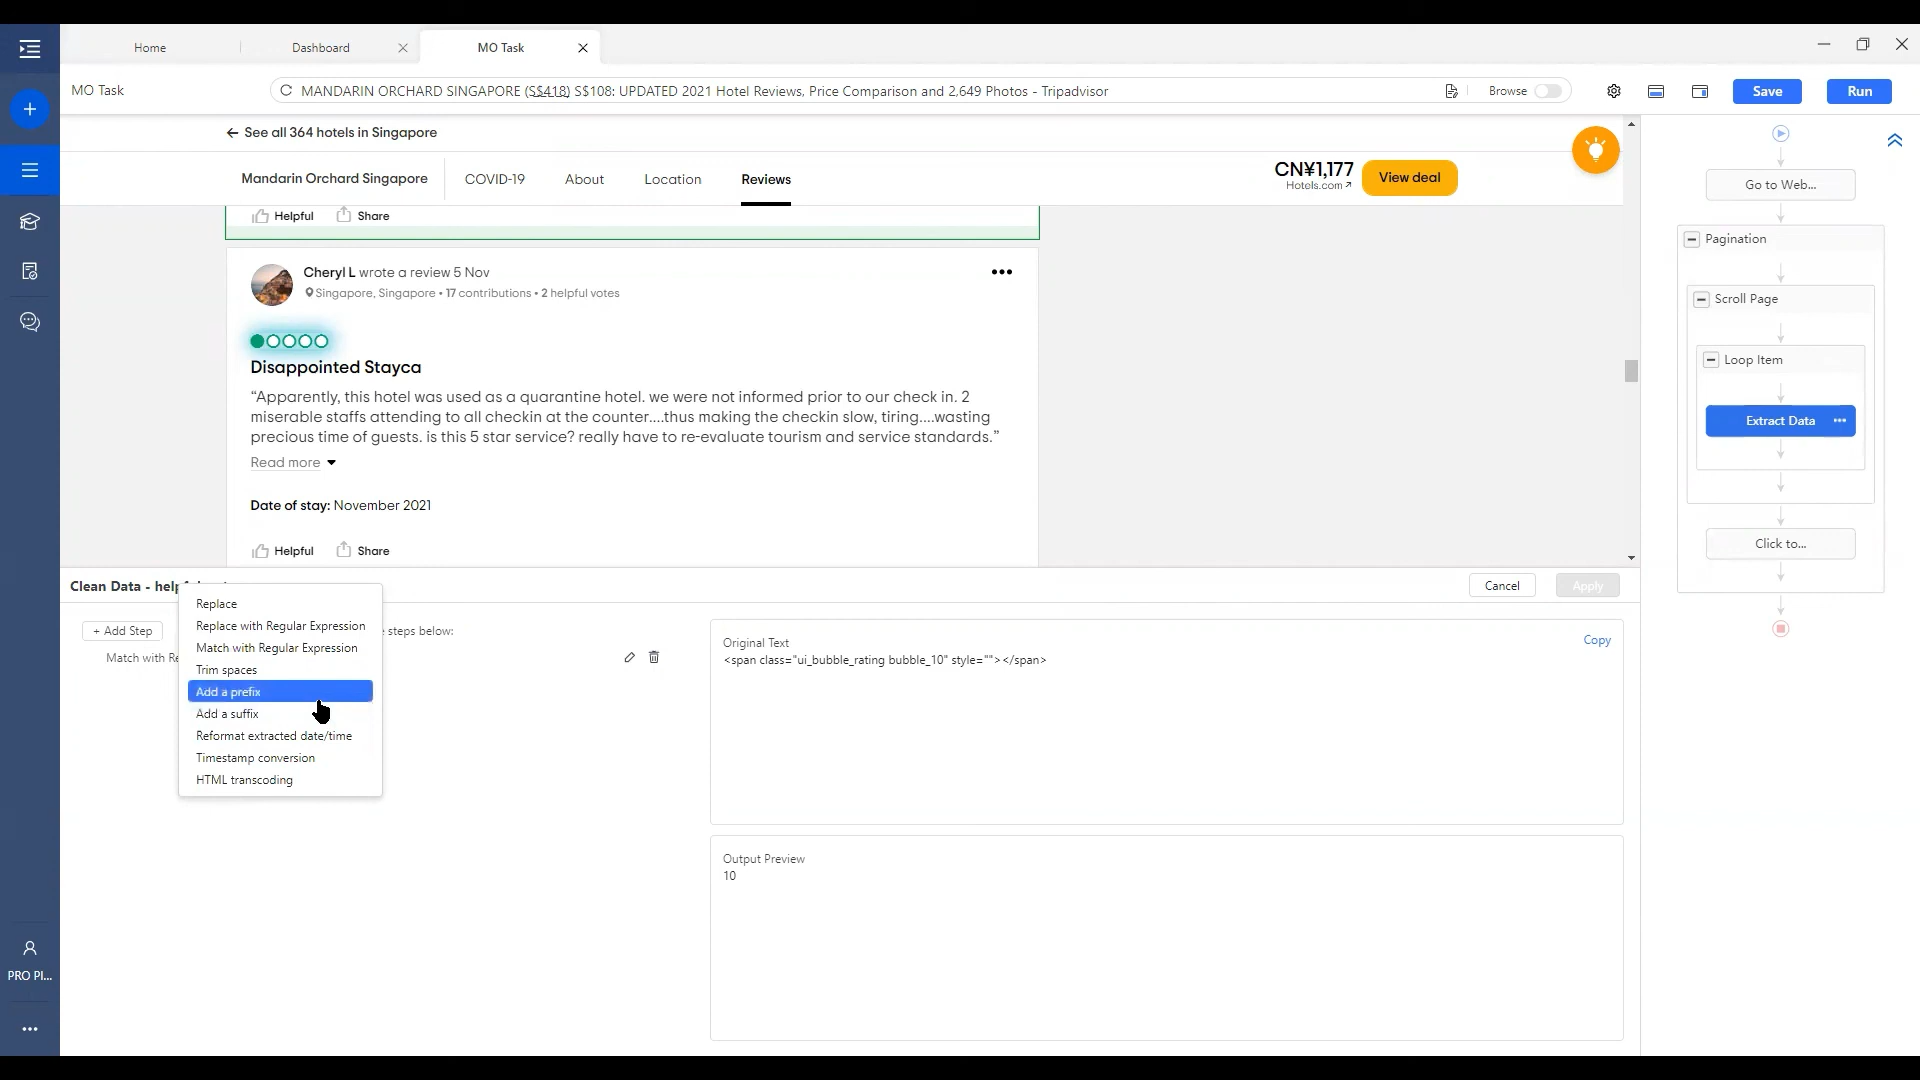 Home
Dashboard
MO Task
MO Task
MANDARIN ORCHARD SINGAPORE (S$418) S$108: UPDATED 2021 Hotel Reviews, Price Comparison and 2,649 Photos - Tripadvisor
Browse
Save
Run
See all 364 hotels in Singapore
Mandarin Orchard Singapore
COVID-19
About
Location
Reviews
CN¥1,177
Hotels.com
View deal
Helpful
Share
Cheryl L wrote a review 5 Nov
Singapore, Singapore • 17 contributions • 2 helpful votes
Disappointed Stayca
“Apparently, this hotel was used as a quarantine hotel. we were not informed prior to our check in. 2
miserable staffs attending to all checkin at the counter....thus making the checkin slow, tiring....wasting
precious time of guests. is this 5 star service? really have to re-evaluate tourism and service standards.”
Read more
Date of stay: November 2021
Helpful
Share
Go to Web...
Pagination
Scroll Page
Loop Item
Extract Data
Click to...
Clean Data - help
Cancel
Apply
+ Add Step
steps below:
Match with Re
Replace
Replace with Regular Expression
Match with Regular Expression
Trim spaces
Add a prefix
Add a suffix
Reformat extracted date/time
Timestamp conversion
HTML transcoding
Original Text
Copy
<span class="ui_bubble_rating bubble_10" style=""></span>
Output Preview
10
PRO Pl...